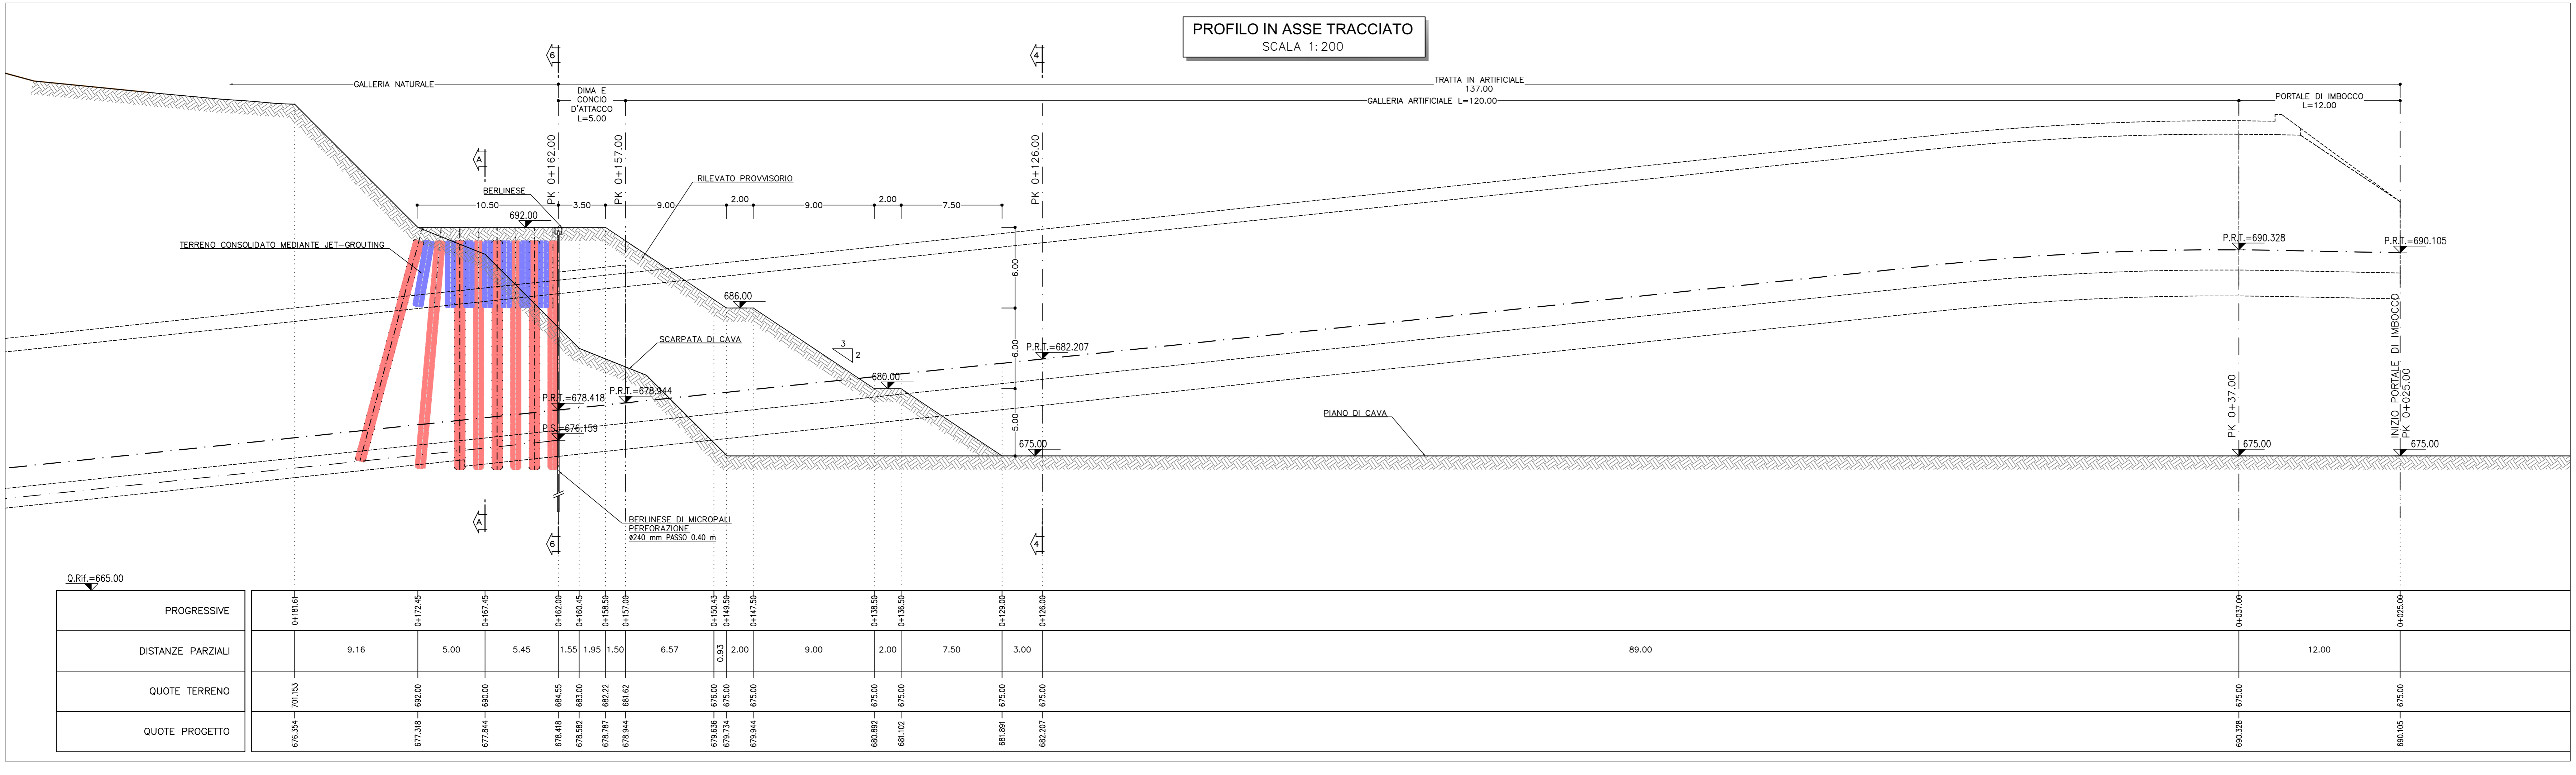 PROFILO IN ASSE TRACCIATO
SCALA 1:200
6
4
GALLERIA NATURALE
TRATTA IN ARTIFICIALE
137.00
DIMA E
CONCIO
D'ATTACCO
L=5.00
GALLERIA ARTIFICIALE L=120.00
PORTALE DI IMBOCCO
L=12.00
PK 0+162.00
PK 0+157.00
PK 0+126.00
A
BERLINESE
RILEVATO PROVVISORIO
10.50
3.50
9.00
2.00
9.00
2.00
7.50
692.00
TERRENO CONSOLIDATO MEDIANTE JET-GROUTING
P.R.T.=690.328
P.R.T.=690.105
6.00
686.00
SCARPATA DI CAVA
3
2
6.00
P.R.T.=682.207
680.00
P.R.T.=678.944
P.R.T.=678.418
P.S.=676.159
5.00
PIANO DI CAVA
675.00
PK 0+37.00
675.00
INIZIO PORTALE DI IMBOCCO
PK 0+025.00
675.00
A
BERLINESE DI MICROPALI
PERFORAZIONE
ø240 mm PASSO 0.40 m
6
4
Q.Rif.=665.00
PROGRESSIVE
0+181.61 0+172.45 0+167.45 0+162.00 0+160.45 0+158.50 0+157.00 0+150.43 0+149.50 0+147.50 0+138.50 0+136.50 0+129.00 0+126.00 0+037.00 0+025.00
DISTANZE PARZIALI
9.16 5.00 5.45 1.55 1.95 1.50 6.57 0.93 2.00 9.00 2.00 7.50 3.00 89.00 12.00
QUOTE TERRENO
701.153 692.00 690.00 684.55 683.00 682.22 681.62 676.00 675.00 675.00 675.00 675.00 675.00 675.00 675.00 675.00
QUOTE PROGETTO
676.354 677.318 677.844 678.418 678.582 678.787 678.944 679.636 679.734 679.944 680.892 681.102 681.891 682.207 690.328 690.105